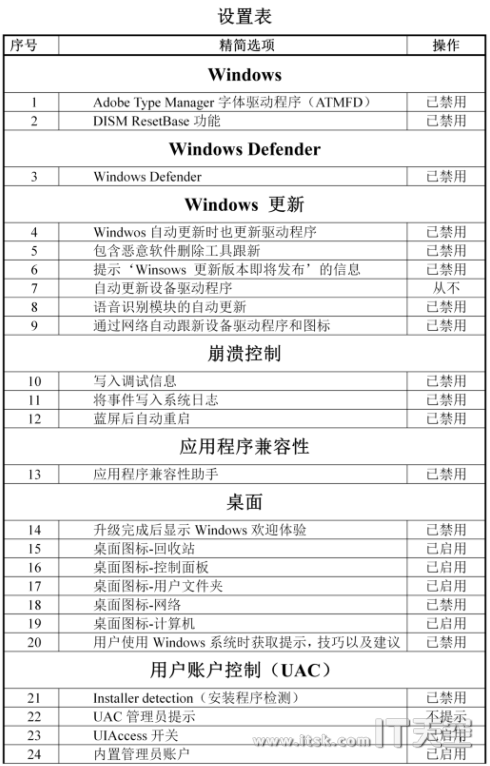 设置表
序号 精简选项 操作
Windows
1 Adobe Type Manager 字体驱动程序（ATMFD） 已禁用
2 DISM ResetBase 功能 已禁用
Windows Defender
3 Windows Defender 已禁用
Windows 更新
4 Windwos 自动更新时也更新驱动程序 已禁用
5 包含恶意软件删除工具跟新 已禁用
6 提示‘Winsows 更新版本即将发布’的信息 已禁用
7 自动更新设备驱动程序 从不
8 语音识别模块的自动更新 已禁用
9 通过网络自动跟新设备驱动程序和图标 已禁用
崩溃控制
10 写入调试信息 已禁用
11 将事件写入系统日志 已禁用
12 蓝屏后自动重启 已禁用
应用程序兼容性
13 应用程序兼容性助手 已禁用
桌面
14 升级完成后显示 Windows 欢迎体验 已禁用
15 桌面图标-回收站 已启用
16 桌面图标-控制面板 已启用
17 桌面图标-用户文件夹 已启用
18 桌面图标-网络 已禁用
19 桌面图标-计算机 已启用
20 用户使用 Windows 系统时获取提示，技巧以及建议 已禁用
用户账户控制（UAC）
21 Installer detection（安装程序检测） 已禁用
22 UAC 管理员提示 不提示
23 UIAccess 开关 已启用
24 内置管理员账户 已启用
IT天空
www.itsk.com